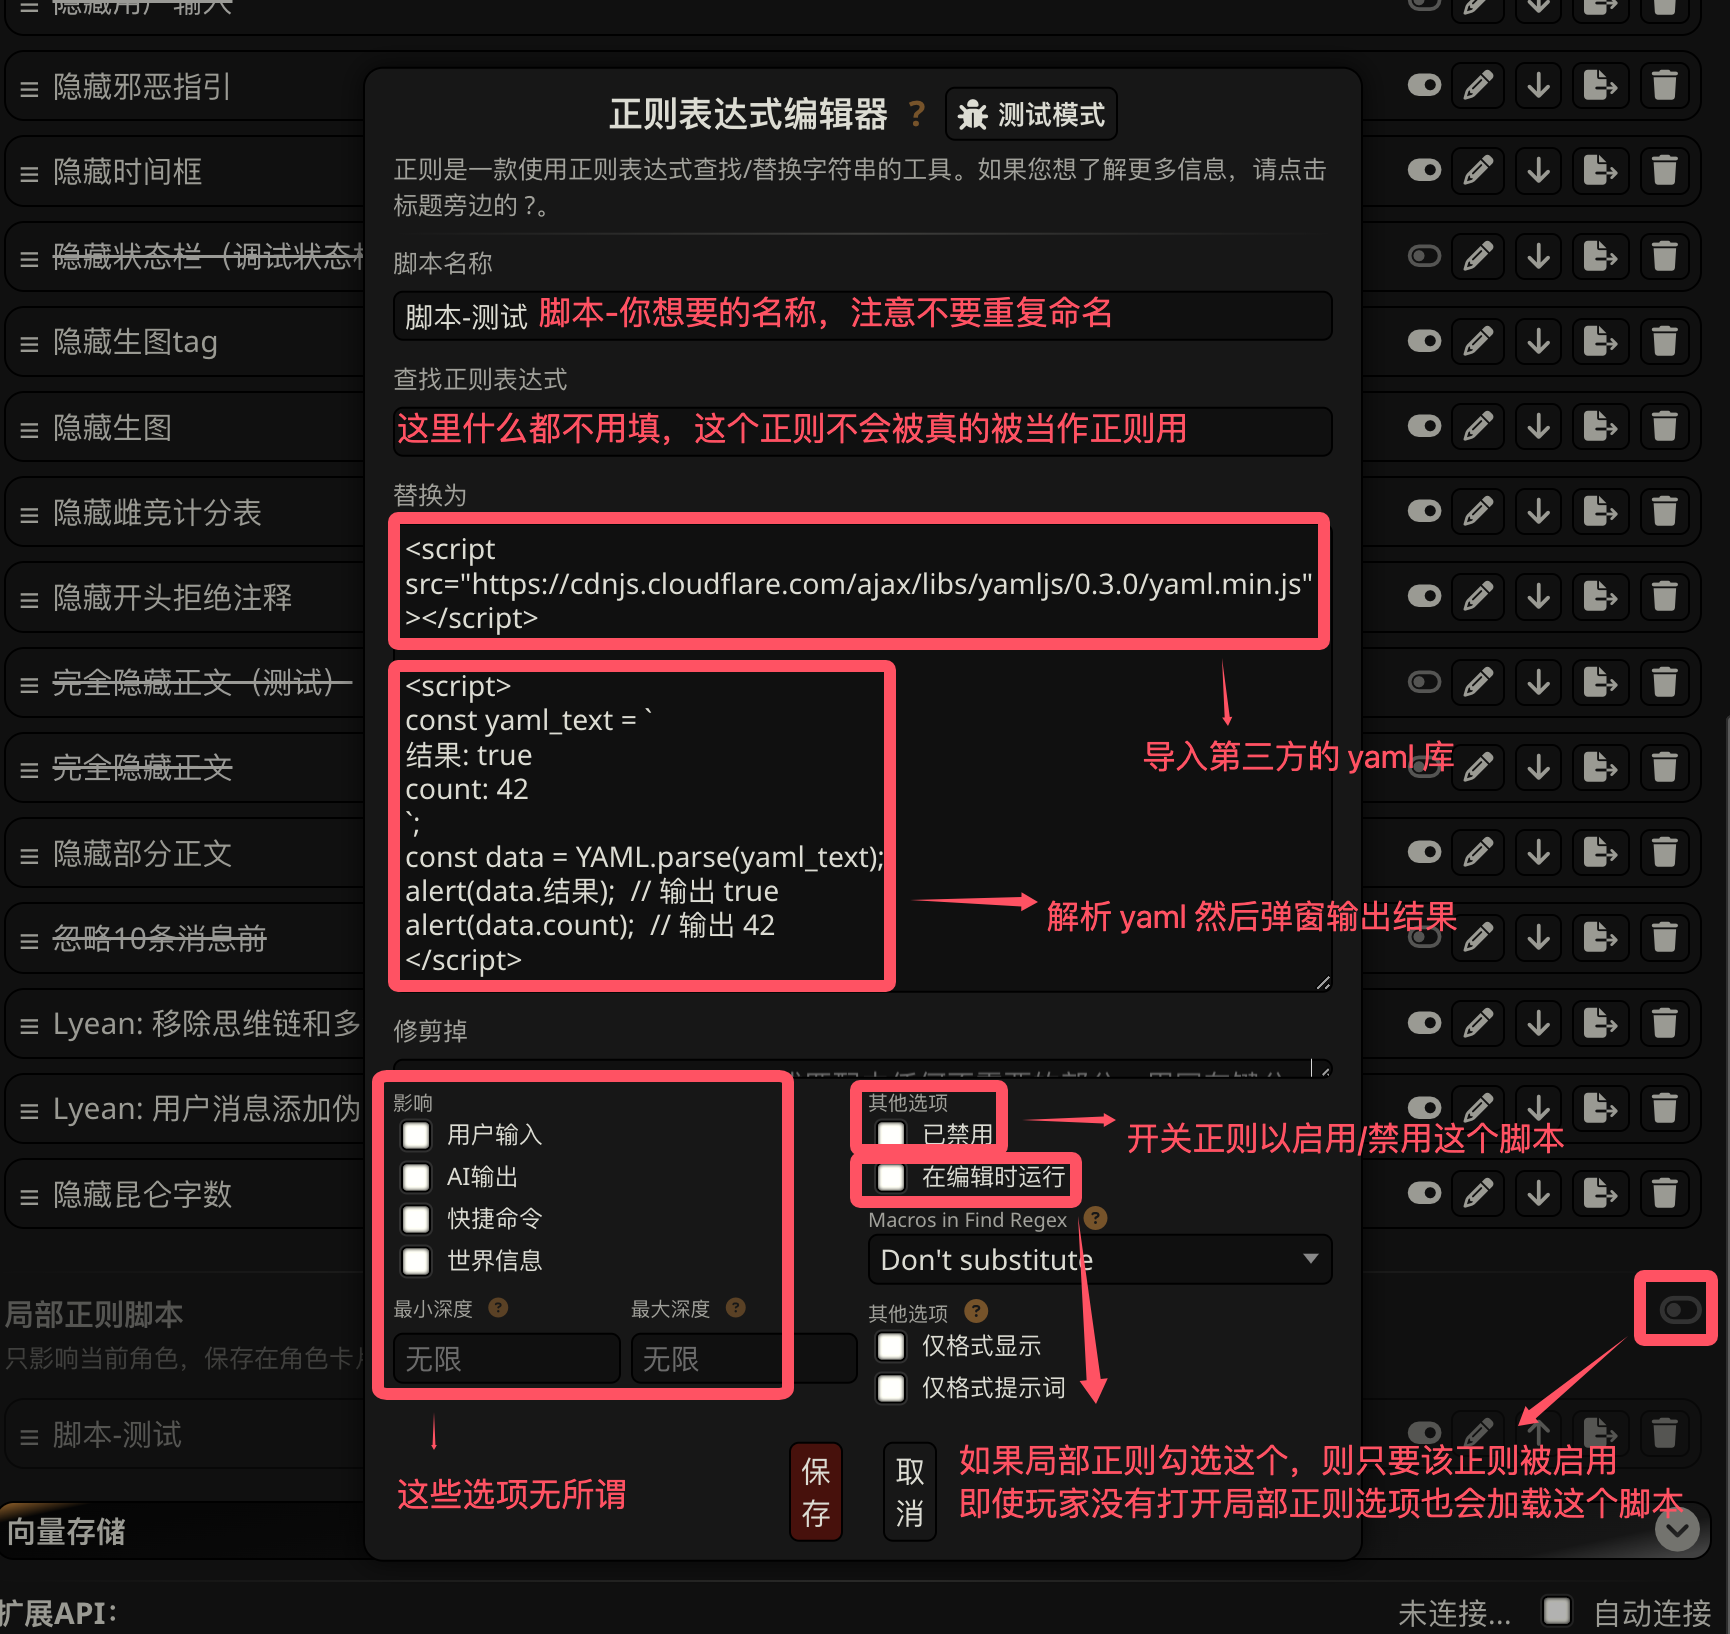 隐藏用户输入
隐藏邪恶指引
正则表达式编辑器 ? 测试模式
隐藏时间框
正则是一款使用正则表达式查找/替换字符串的工具。如果您想了解更多信息，请点击
标题旁边的 ?。
隐藏状态栏（调试状态
脚本名称
脚本-测试 脚本-你想要的名称，注意不要重复命名
隐藏生图tag
查找正则表达式
这里什么都不用填，这个正则不会被真的被当作正则用
隐藏生图
替换为
隐藏雌竞计分表
<script
src="https://cdnjs.cloudflare.com/ajax/libs/yamljs/0.3.0/yaml.min.js"
></script>
隐藏开头拒绝注释
完全隐藏正文（测试）
<script>
const yaml_text = `
结果: true
count: 42
`;
const data = YAML.parse(yaml_text);
alert(data.结果);  // 输出 true
alert(data.count);  // 输出 42
</script>
导入第三方的 yaml 库
完全隐藏正文
隐藏部分正文
解析 yaml 然后弹窗输出结果
忽略10条消息前
Lyean: 移除思维链和多
修剪掉
影响
其他选项
Lyean: 用户消息添加伪
用户输入
已禁用
开关正则以启用/禁用这个脚本
AI输出
在编辑时运行
隐藏昆仑字数
快捷命令
Macros in Find Regex ?
世界信息
Don't substitute
局部正则脚本
最小深度 ?
最大深度 ?
其他选项 ?
只影响当前角色，保存在角色卡
无限
无限
仅格式显示
仅格式提示词
脚本-测试
这些选项无所谓
保存
取消
如果局部正则勾选这个，则只要该正则被启用
即使玩家没有打开局部正则选项也会加载这个脚本
向量存储
扩展API：
未连接...
自动连接